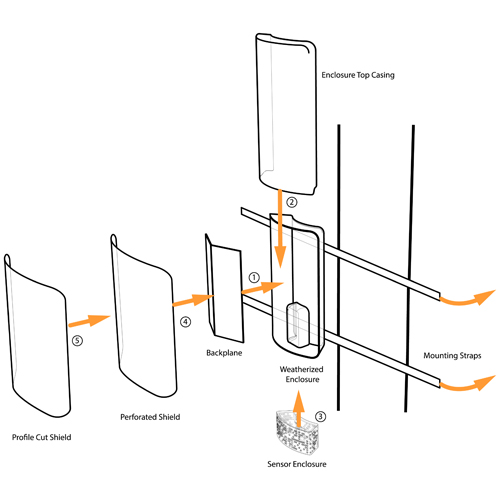 Enclosure Top Casing
2
1
4
5
Backplane
Mounting Straps
Weatherized
Enclosure
3
Perforated Shield
Profile Cut Shield
Sensor Enclosure